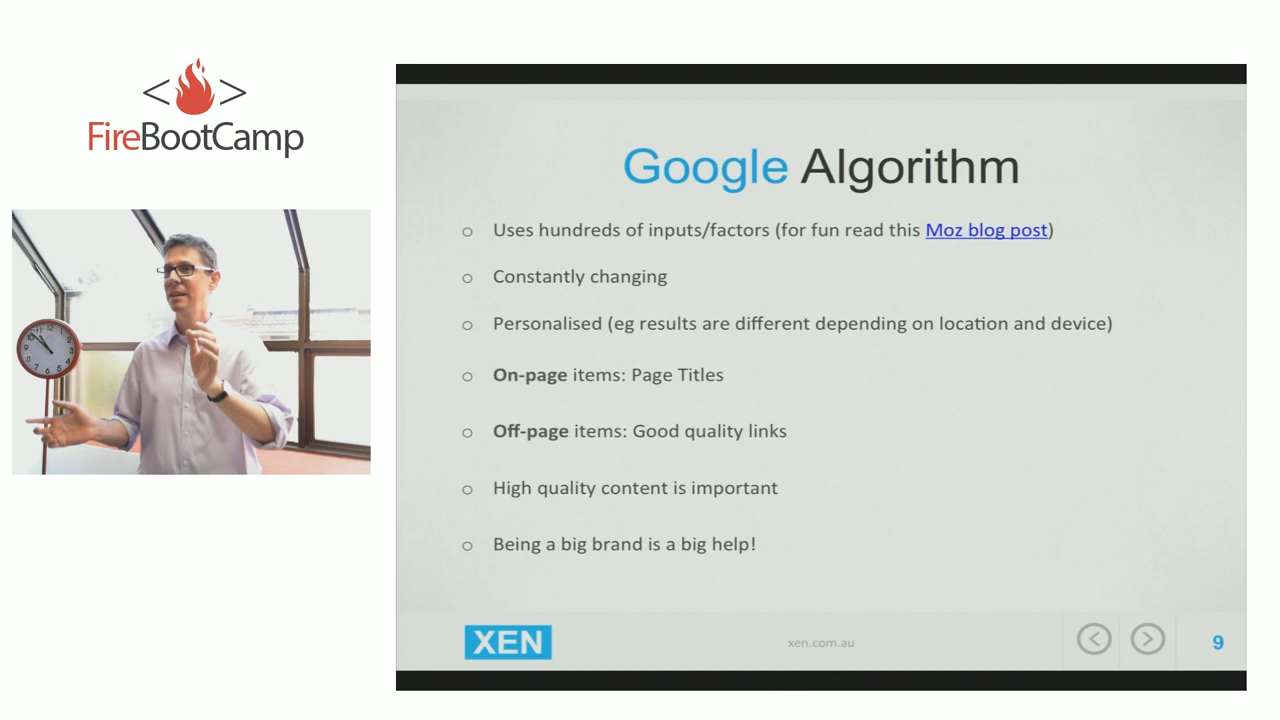 <FireBootCamp>
Google Algorithm
Uses hundreds of inputs/factors (for fun read this Moz blog post)
Constantly changing
Personalised (eg results are different depending on location and device)
On-page items: Page Titles
Off-page items: Good quality links
High quality content is important
Being a big brand is a big help!
XEN
xen.com.au
9